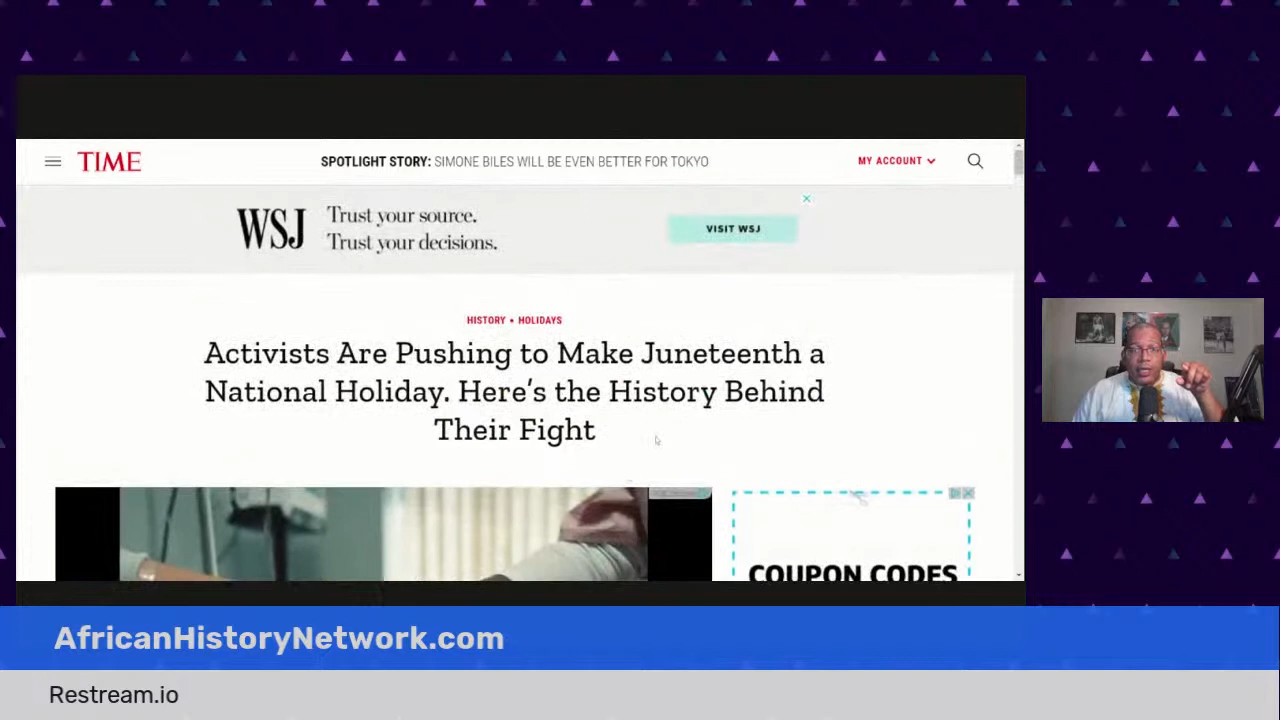 TIME
SPOTLIGHT STORY: SIMONE BILES WILL BE EVEN BETTER FOR TOKYO
MY ACCOUNT
WSJ
Trust your source.
Trust your decisions.
VISIT WSJ
HISTORY • HOLIDAYS
Activists Are Pushing to Make Juneteenth a
National Holiday. Here's the History Behind
Their Fight
COUPON CODES
AfricanHistoryNetwork.com
Restream.io